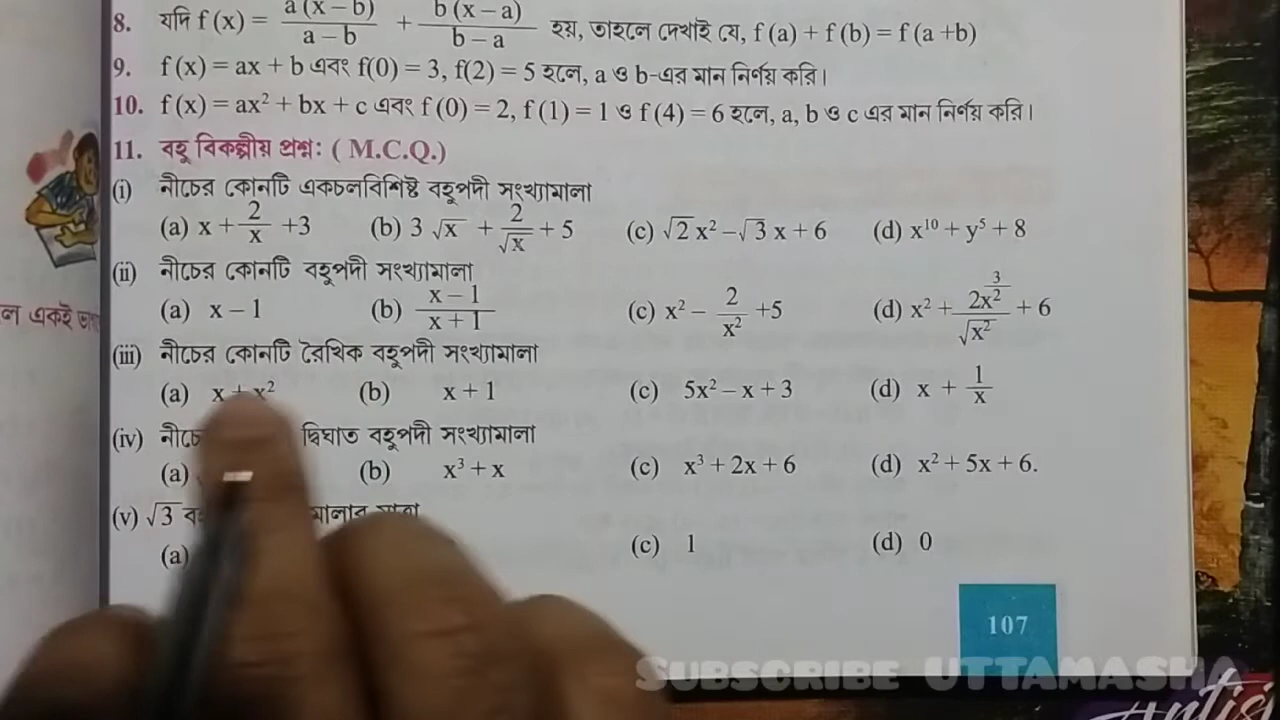 8. যদি f (x) = a (x – b) / a – b + b (x – a) / b – a হয়, তাহলে দেখাই যে, f (a) + f (b) = f (a +b)
9. f (x) = ax + b এবং f(0) = 3, f(2) = 5 হলে, a ও b-এর মান নির্ণয় করি।
10. f (x) = ax² + bx + c এবং f (0) = 2, f (1) = 1 ও f (4) = 6 হলে, a, b ও c এর মান নির্ণয় করি।
11. বহু বিকল্পীয় প্রশ্ন: ( M.C.Q.)
(i) নীচের কোনটি একচলবিশিষ্ট বহুপদী সংখ্যামালা
(a) x + 2/x +3 (b) 3 √x + 2/√x + 5 (c) √2 x² –√3 x + 6 (d) x¹⁰ + y⁵ + 8
(ii) নীচের কোনটি বহুপদী সংখ্যামালা
(a) x – 1 (b) x – 1 / x + 1 (c) x² – 2/x² +5 (d) x² + 2x^(3/2) / √x² + 6
(iii) নীচের কোনটি রৈখিক বহুপদী সংখ্যামালা
(a) x + x² (b) x + 1 (c) 5x² – x + 3 (d) x + 1/x
(iv) দ্বিঘাত বহুপদী সংখ্যামালা
(a) (b) x³ + x (c) x³ + 2x + 6 (d) x² + 5x + 6.
(v) √3
(a) (c) 1 (d) 0
107
SUBSCRIBE UTTAMASHA
ল একই